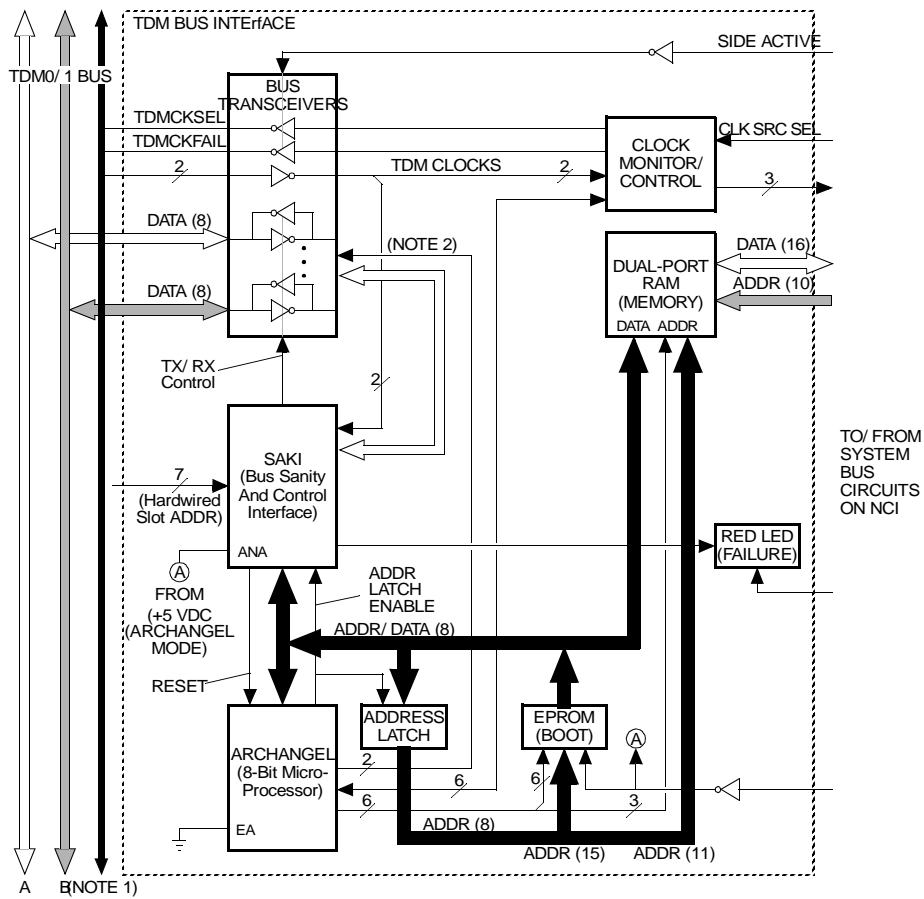 TDM BUS INTErfACE
SIDE ACTIVE
TDM0/ 1 BUS
BUS
TRANSCEIVERS
TDMCKSEL
CLK SRC SEL
TDMCKFAIL
CLOCK
MONITOR/
CONTROL
2
TDM CLOCKS
2
3
DATA (8)
(NOTE 2)
DATA (16)
DUAL-PORT
RAM
(MEMORY)
ADDR (10)
DATA (8)
DATA ADDR
TX/ RX
Control
2
SAKI
(Bus Sanity
And Control
Interface)
TO/ FROM
SYSTEM
BUS
CIRCUITS
ON NCI
7
(Hardwired
Slot ADDR)
RED LED
(FAILURE)
ANA
A
FROM
(+5 VDC
(ARCHANGEL
MODE)
ADDR
LATCH
ENABLE
ADDR/ DATA (8)
RESET
ADDRESS
LATCH
EPROM
(BOOT)
A
ARCHANGEL
(8-Bit Micro-
Processor)
2
6
6
6
3
EA
ADDR (8)
ADDR (15)
ADDR (11)
A
B(NOTE 1)